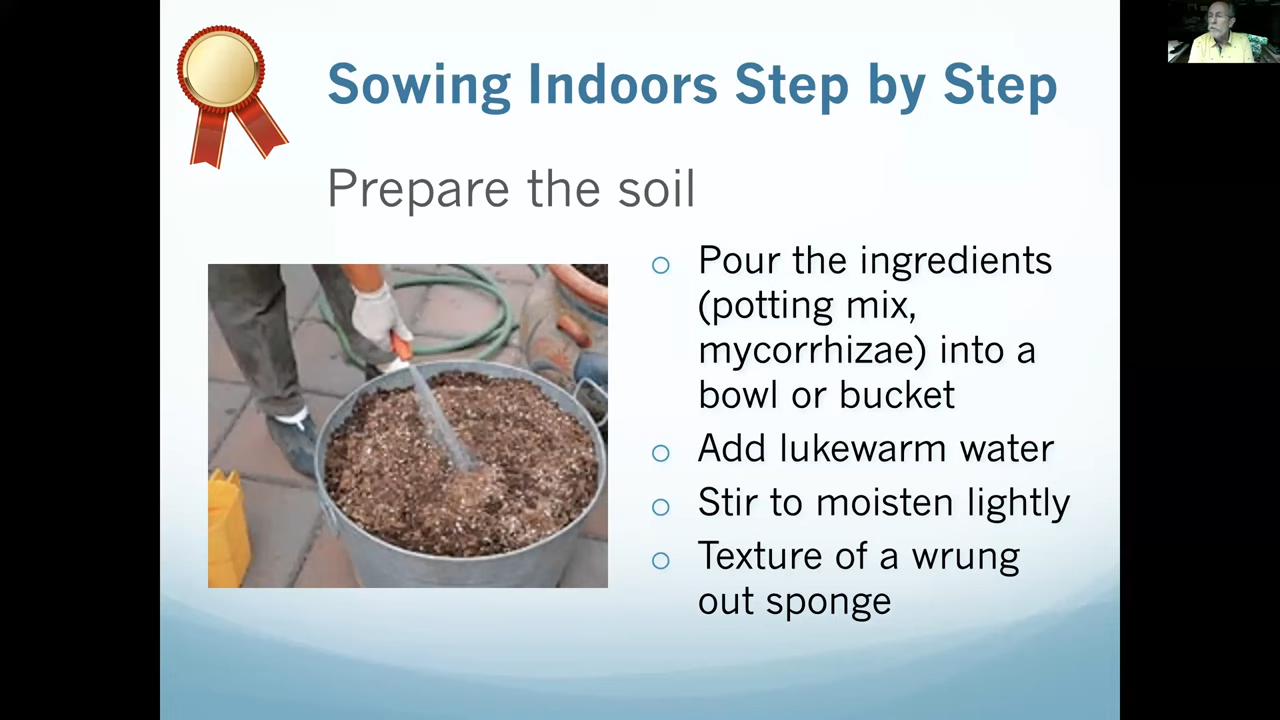 Sowing Indoors Step by Step
Prepare the soil
Pour the ingredients
(potting mix,
mycorrhizae) into a
bowl or bucket
Add lukewarm water
Stir to moisten lightly
Texture of a wrung
out sponge